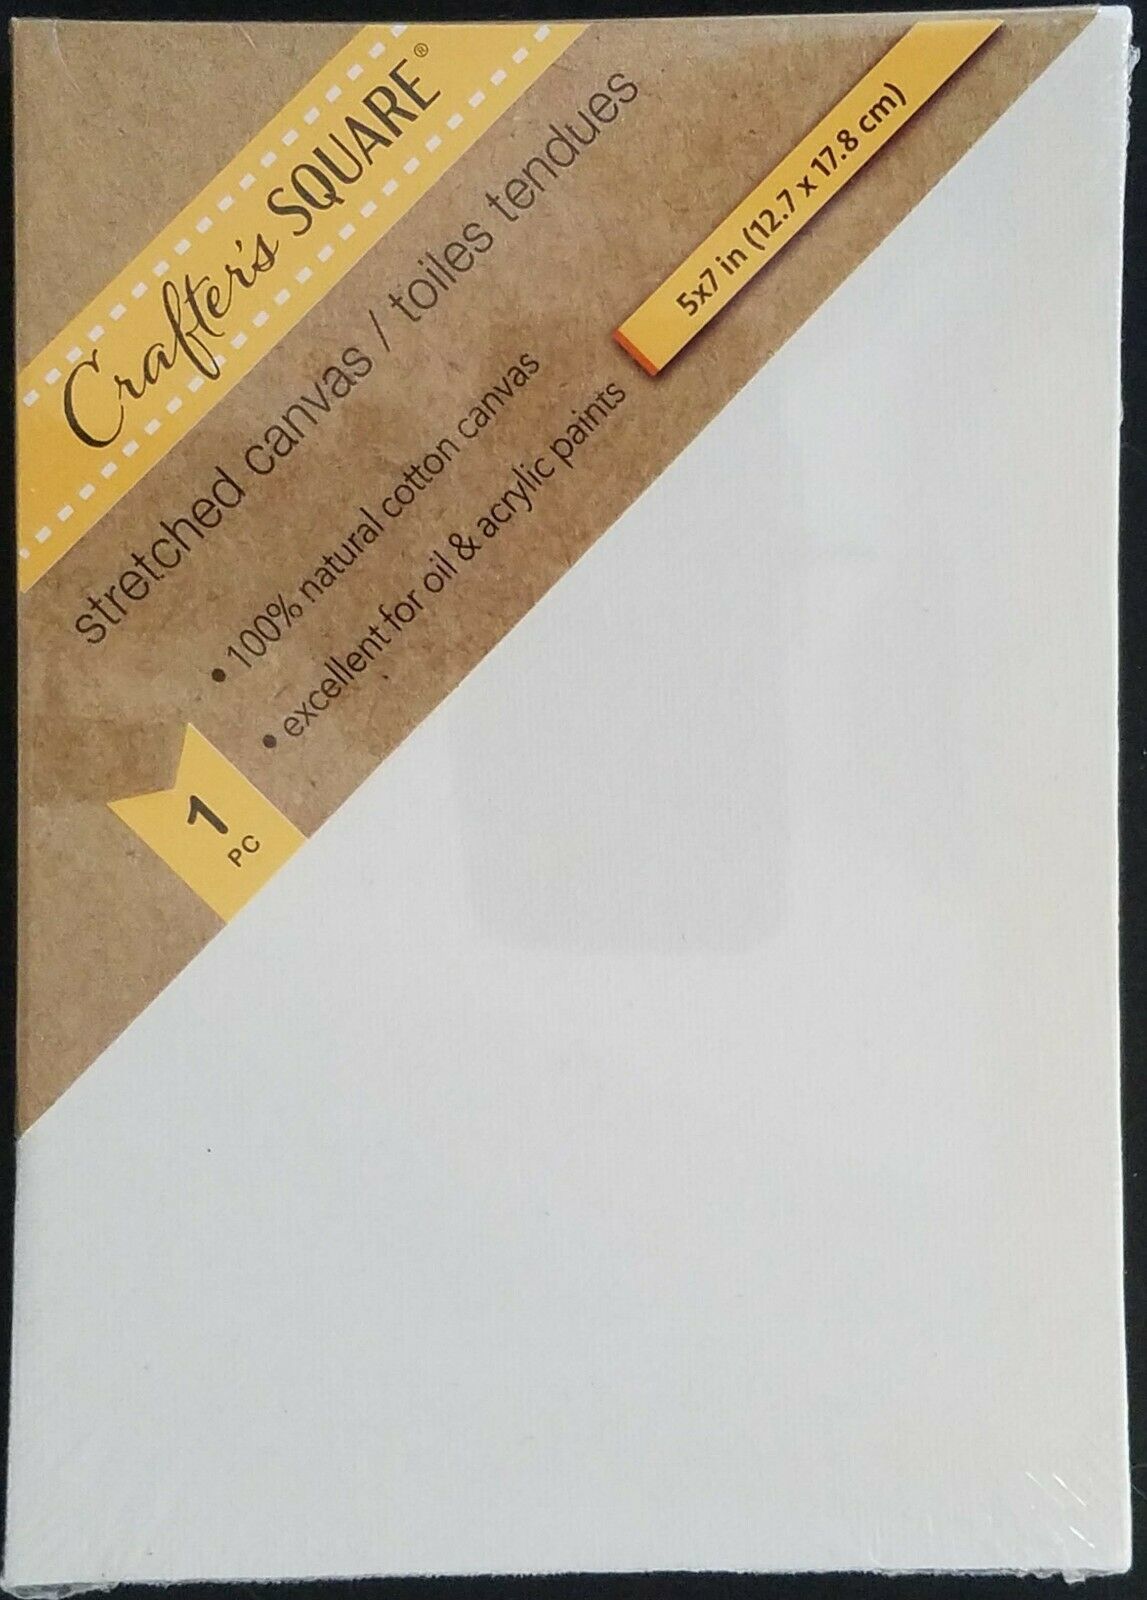 Crafter's SQUARE®
stretched canvas / toiles tendues
• 100% natural cotton canvas
• excellent for oil & acrylic paints
5x7 in (12.7 x 17.8 cm)
1
PC